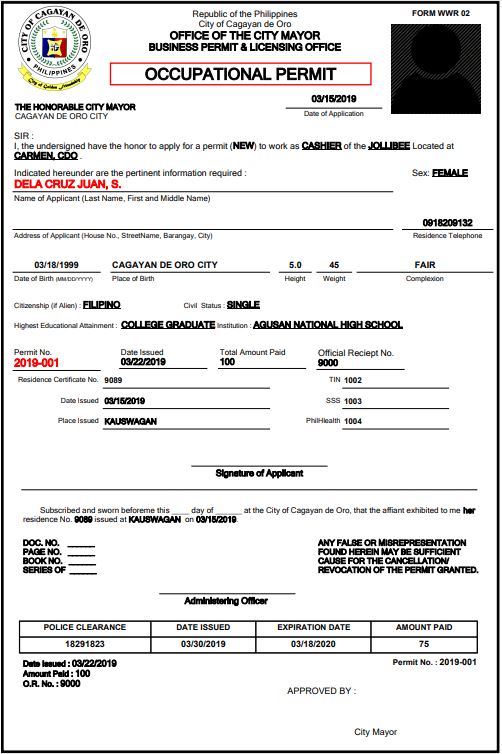 CITY OF CAGAYAN DE ORO
PHILIPPINES
City of Golden Friendship
Republic of the Philippines
City of Cagayan de Oro
OFFICE OF THE CITY MAYOR
BUSINESS PERMIT & LICENSING OFFICE
FORM WWR 02
OCCUPATIONAL PERMIT
03/15/2019
Date of Application
THE HONORABLE CITY MAYOR
CAGAYAN DE ORO CITY
SIR :
I, the undersigned have the honor to apply for a permit (NEW) to work as CASHIER of the JOLLIBEE Located at
CARMEN, CDO .
Indicated hereunder are the pertinent information required : Sex: FEMALE
DELA CRUZ JUAN, S.
Name of Applicant (Last Name, First and Middle Name)
0918209132
Address of Applicant (House No., StreetName, Barangay, City) Residence Telephone
03/18/1999 CAGAYAN DE ORO CITY 5.0 45 FAIR
Date of Birth (MM/DD/YYYY) Place of Birth Height Weight Complexion
Citizenship (if Alien) : FILIPINO Civil Status : SINGLE
Highest Educational Attainment : COLLEGE GRADUATE Institution : AGUSAN NATIONAL HIGH SCHOOL
Permit No. Date Issued Total Amount Paid Official Reciept No.
2019-001 03/22/2019 100 9000
Residence Certificate No. 9089 TIN 1002
Date Issued 03/15/2019 SSS 1003
Place Issued KAUSWAGAN PhilHealth 1004
Signature of Applicant
Subscribed and sworn beforeme this ____ day of ______ at the City of Cagayan de Oro, that the affiant exhibited to me her
residence No. 9089 issued at KAUSWAGAN on 03/15/2019
DOC. NO. ______ ANY FALSE OR MISREPRESENTATION
PAGE NO. ______ FOUND HEREIN MAY BE SUFFICIENT
BOOK NO. ______ CAUSE FOR THE CANCELLATION/
SERIES OF ______ REVOCATION OF THE PERMIT GRANTED.
Administering Officer
POLICE CLEARANCE DATE ISSUED EXPIRATION DATE AMOUNT PAID
18291823 03/30/2019 03/18/2020 75
Date Issued : 03/22/2019 Permit No. : 2019-001
Amount Paid : 100
O.R. No. : 9000
APPROVED BY :
City Mayor